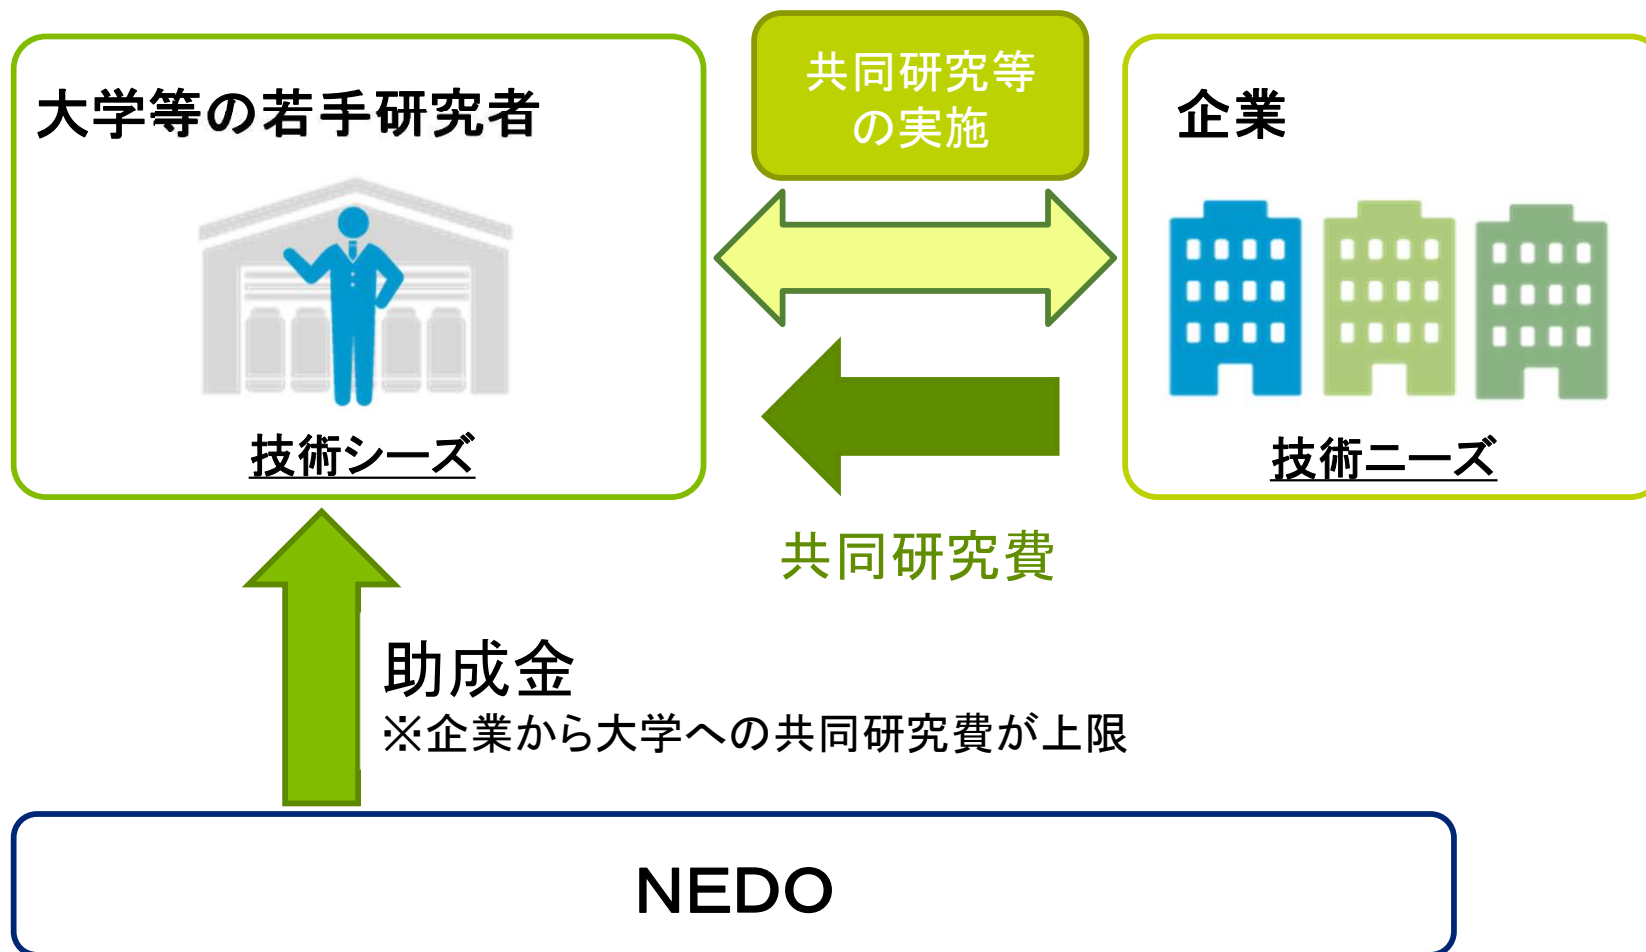 大学等の若手研究者
共同研究等
の実施
企業
技術シーズ
技術ニーズ
共同研究費
助成金
※企業から大学への共同研究費が上限
NEDO